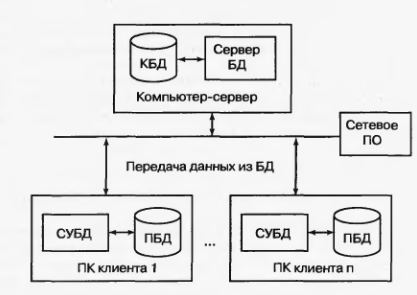 КБД
Сервер
БД
Компьютер-сервер
Сетевое
ПО
Передача данных из БД
СУБД
ПБД
ПК клиента 1
...
СУБД
ПБД
ПК клиента n